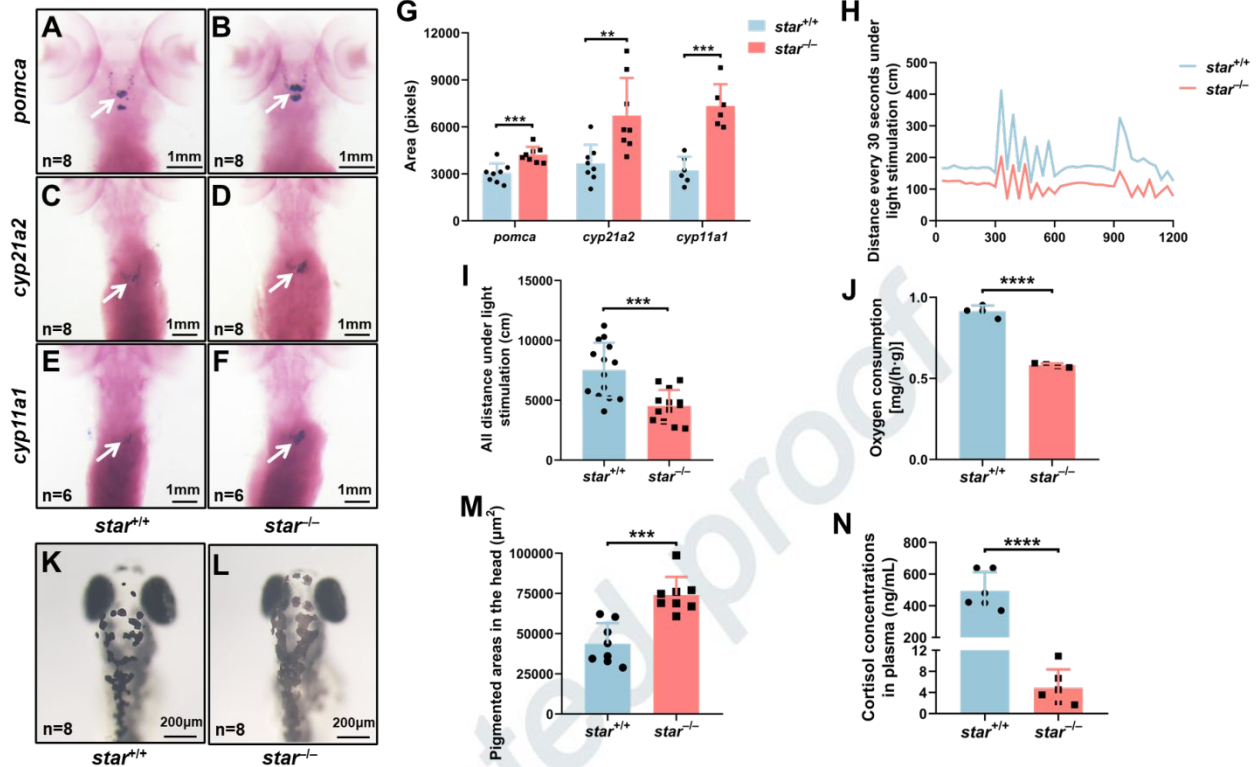 A
B
pomca
n=8
1mm
n=8
1mm
C
D
cyp21a2
n=8
1mm
n=8
1mm
E
F
cyp11a1
n=6
1mm
n=6
1mm
star+/+
star–/–
K
L
n=8
200µm
n=8
200µm
star+/+
star–/–
G
Area (pixels)
12000
9000
6000
3000
0
***
**
***
pomca
cyp21a2
cyp11a1
star+/+
star–/–
H
Distance every 30 seconds under
light stimulation (cm)
500
400
300
200
100
0
300
600
900
1200
star+/+
star–/–
I
All distance under light
stimulation (cm)
15000
10000
5000
0
***
star+/+
star–/–
J
Oxygen consumption
[mg/(h·g)]
1.0
0.5
0.0
****
star+/+
star–/–
M
Pigmented areas in the head (µm²)
100000
75000
50000
25000
0
***
star+/+
star–/–
N
Cortisol concentrations
in plasma (ng/mL)
800
600
400
200
12
8
4
0
****
star+/+
star–/–
ted proof